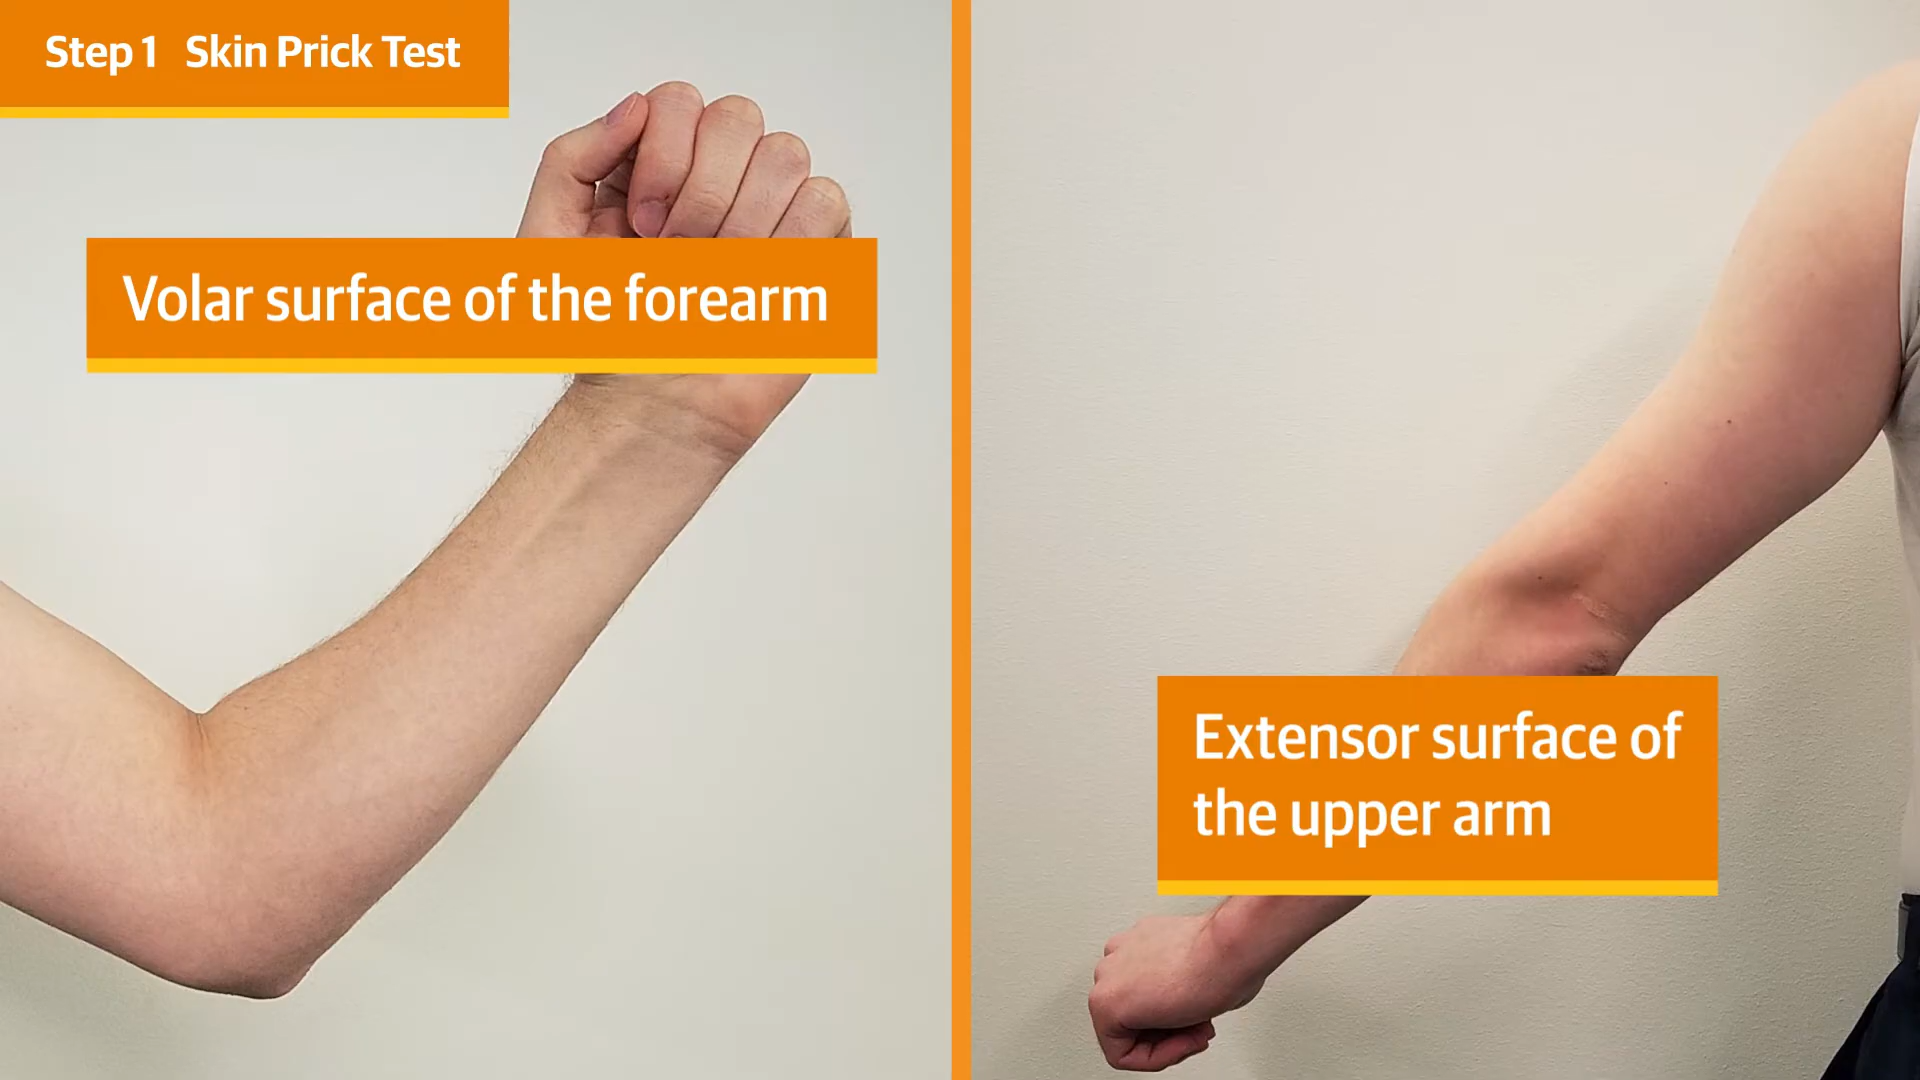 Step 1 Skin Prick Test
Volar surface of the forearm
Extensor surface of
the upper arm